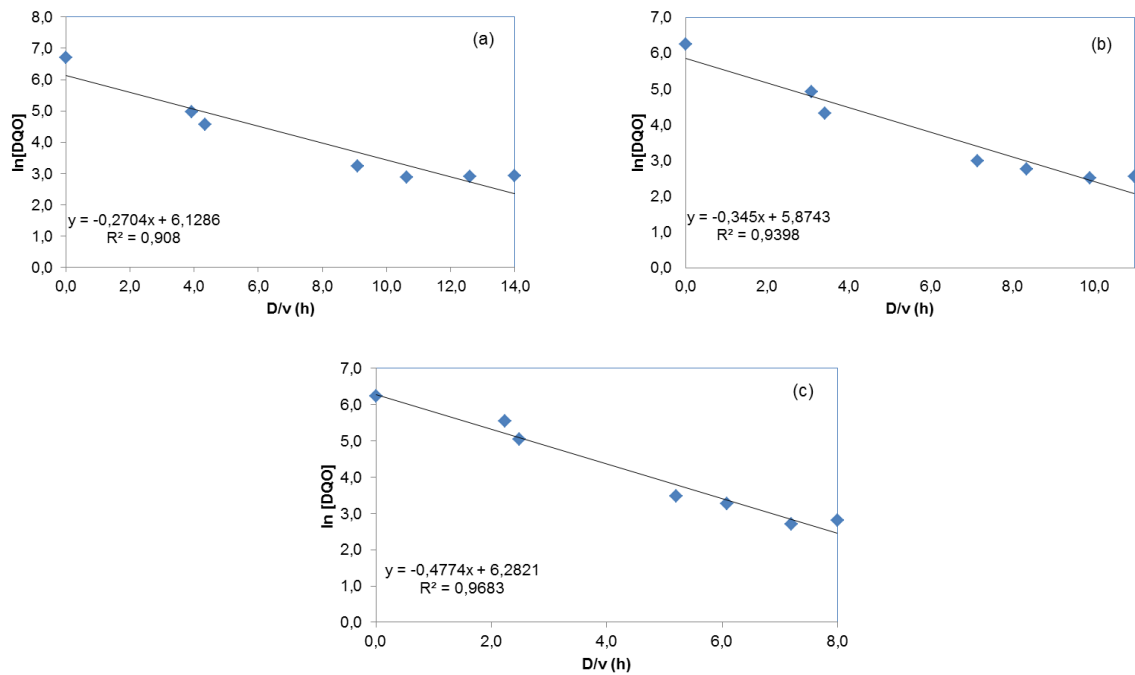 (a)
8,0
7,0
6,0
5,0
4,0
3,0
2,0
1,0
0,0
ln[DQO]
y = -0,2704x + 6,1286
R² = 0,908
0,0 2,0 4,0 6,0 8,0 10,0 12,0 14,0
D/v (h)
(b)
7,0
6,0
5,0
4,0
3,0
2,0
1,0
0,0
ln[DQO]
y = -0,345x + 5,8743
R² = 0,9398
0,0 2,0 4,0 6,0 8,0 10,0
D/v (h)
(c)
7,0
6,0
5,0
4,0
3,0
2,0
1,0
0,0
ln [DQO]
y = -0,4774x + 6,2821
R² = 0,9683
0,0 2,0 4,0 6,0 8,0
D/v (h)